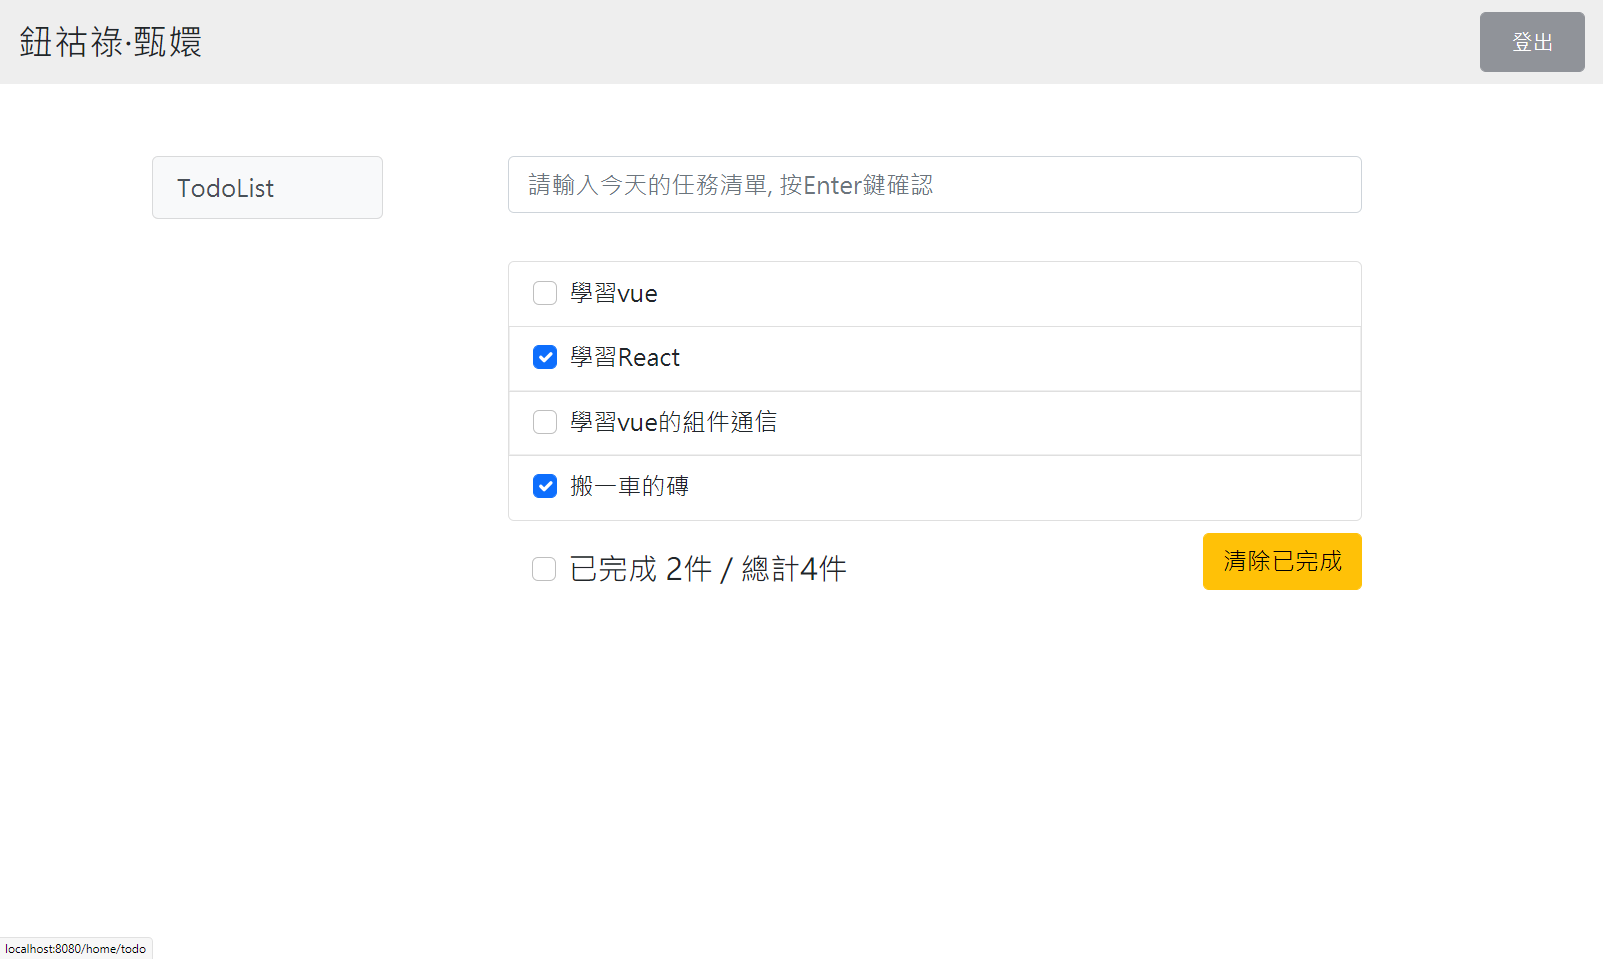 鈕祜祿·甄嬛
登出
TodoList
請輸入今天的任務清單, 按Enter鍵確認
學習vue
學習React
學習vue的組件通信
搬一車的磚
已完成 2件 / 總計4件
清除已完成
localhost:8080/home/todo